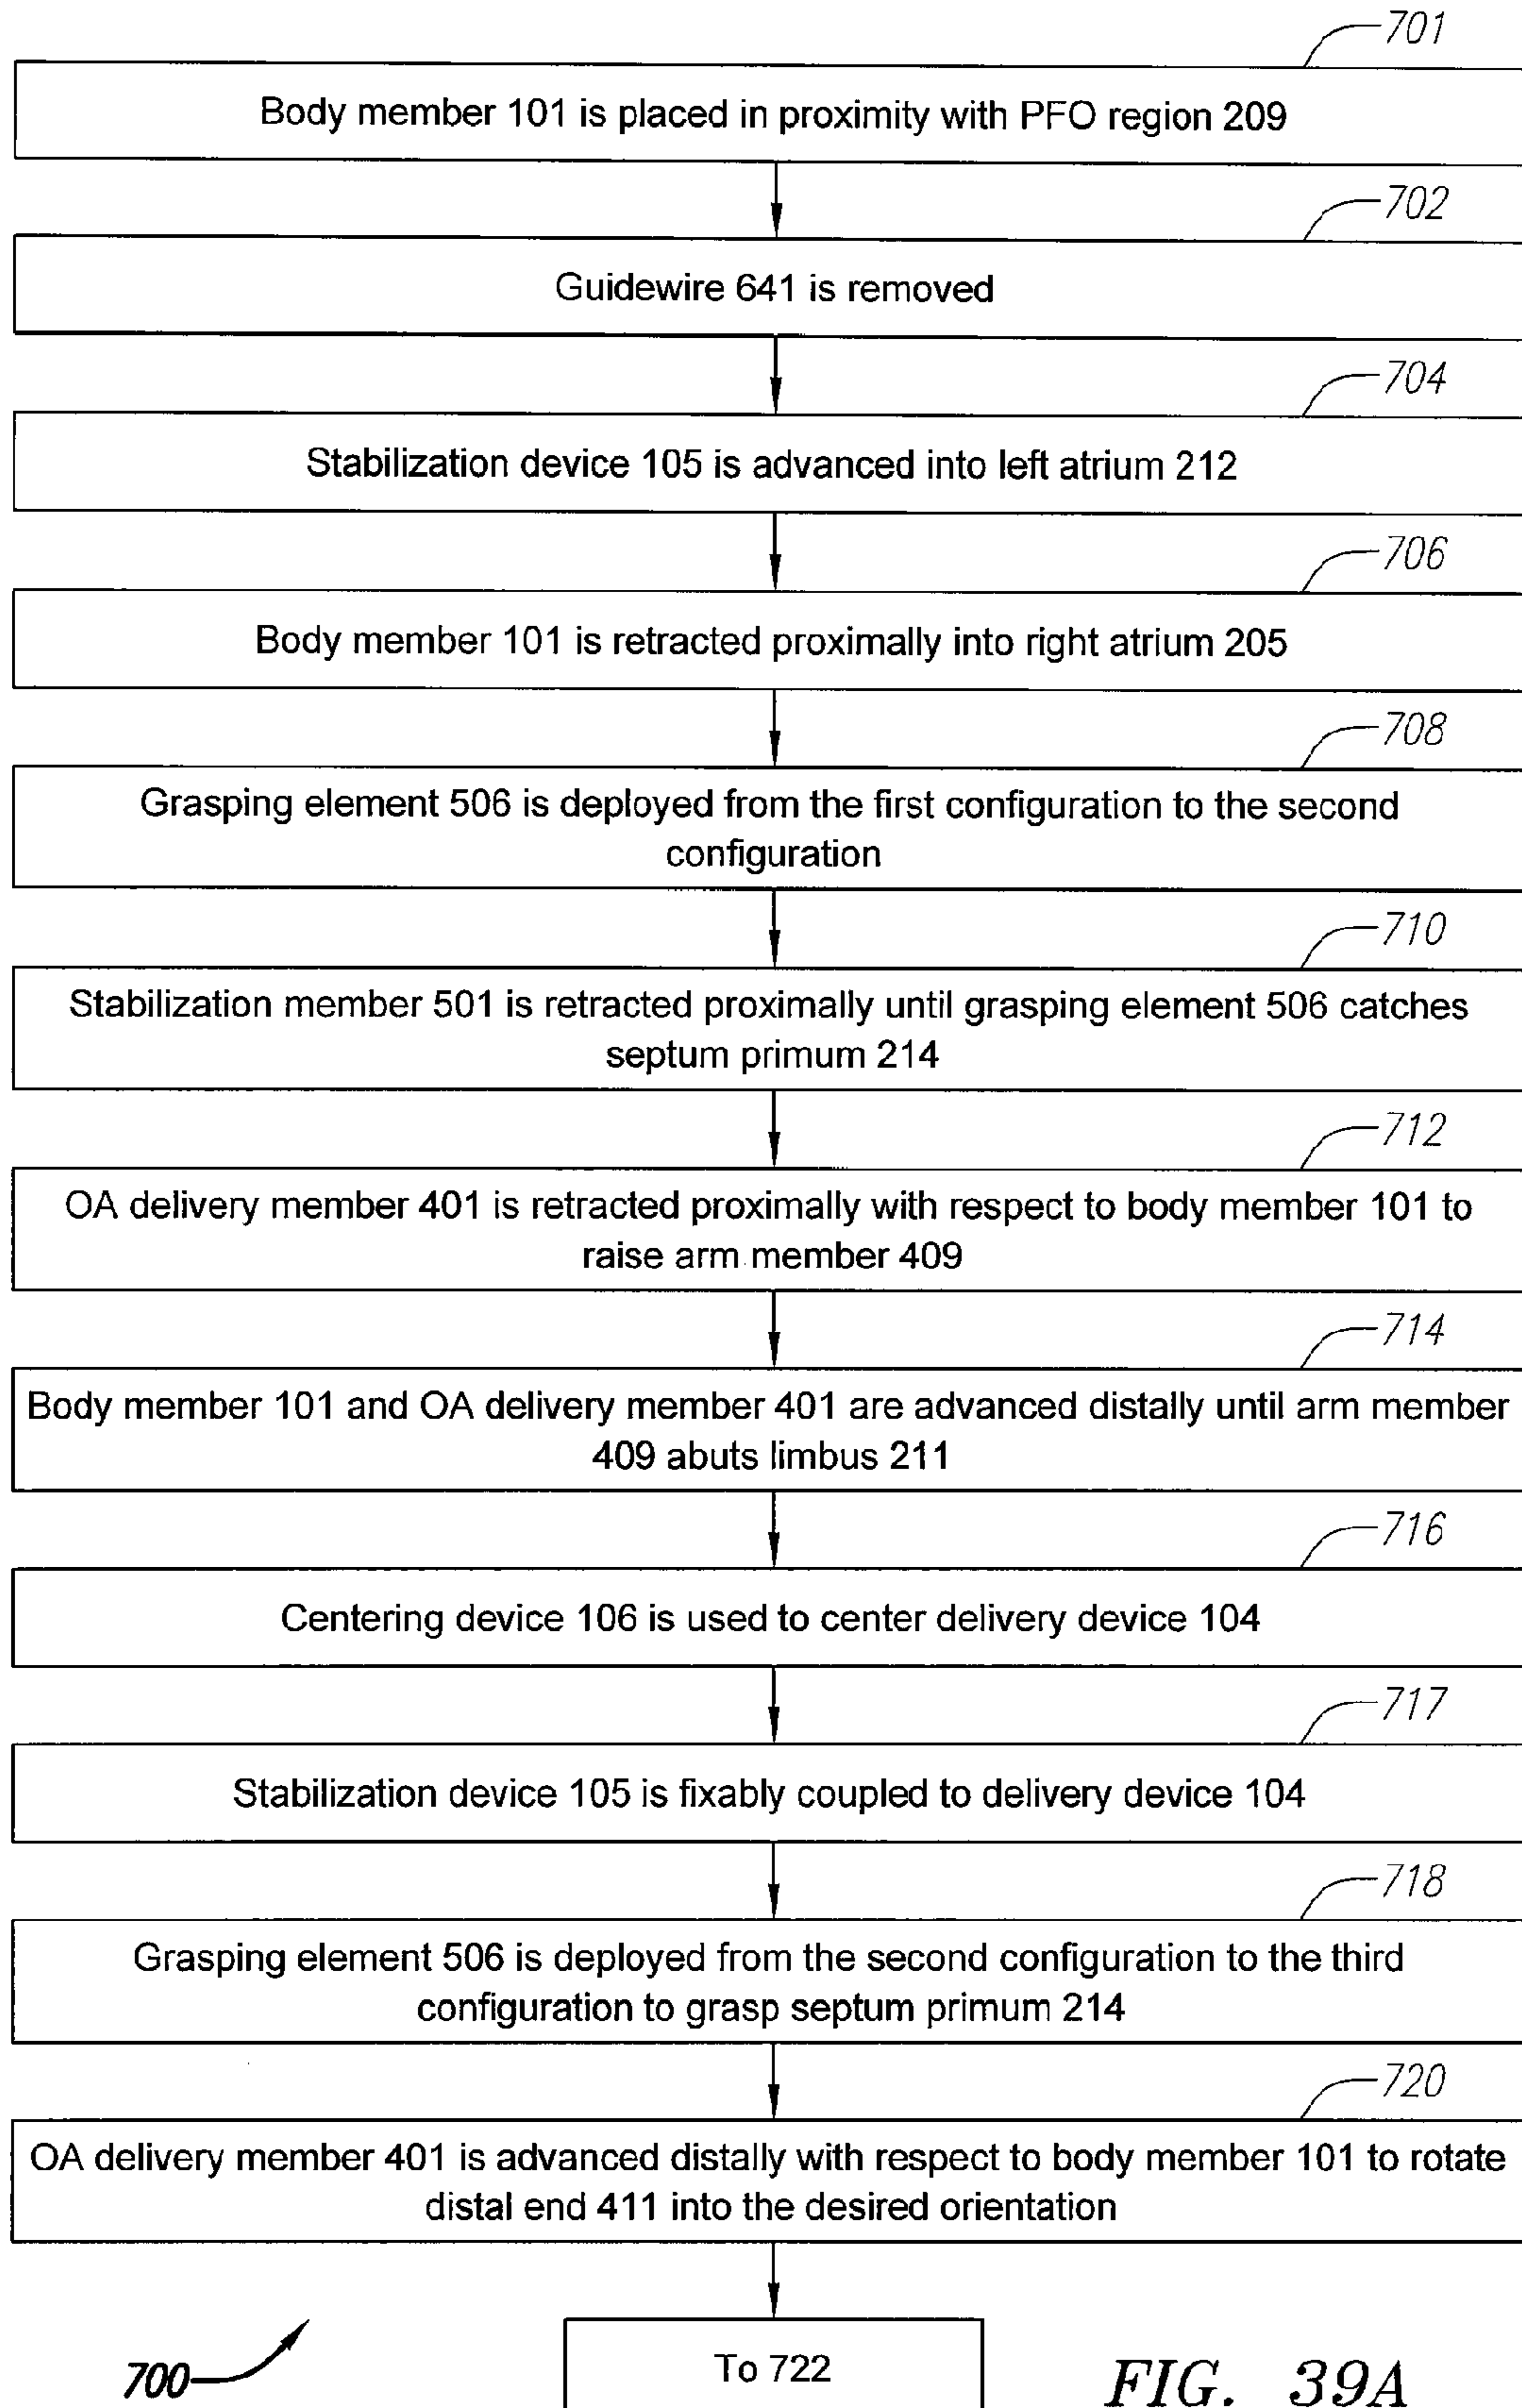 701
Body member 101 is placed in proximity with PFO region 209
702
Guidewire 641 is removed
704
Stabilization device 105 is advanced into left atrium 212
706
Body member 101 is retracted proximally into right atrium 205
708
Grasping element 506 is deployed from the first configuration to the second
configuration
710
Stabilization member 501 is retracted proximally until grasping element 506 catches
septum primum 214
712
OA delivery member 401 is retracted proximally with respect to body member 101 to
raise arm member 409
714
Body member 101 and OA delivery member 401 are advanced distally until arm member
409 abuts limbus 211
716
Centering device 106 is used to center delivery device 104
717
Stabilization device 105 is fixably coupled to delivery device 104
718
Grasping element 506 is deployed from the second configuration to the third
configuration to grasp septum primum 214
720
OA delivery member 401 is advanced distally with respect to body member 101 to rotate
distal end 411 into the desired orientation
To 722
700
FIG. 39A